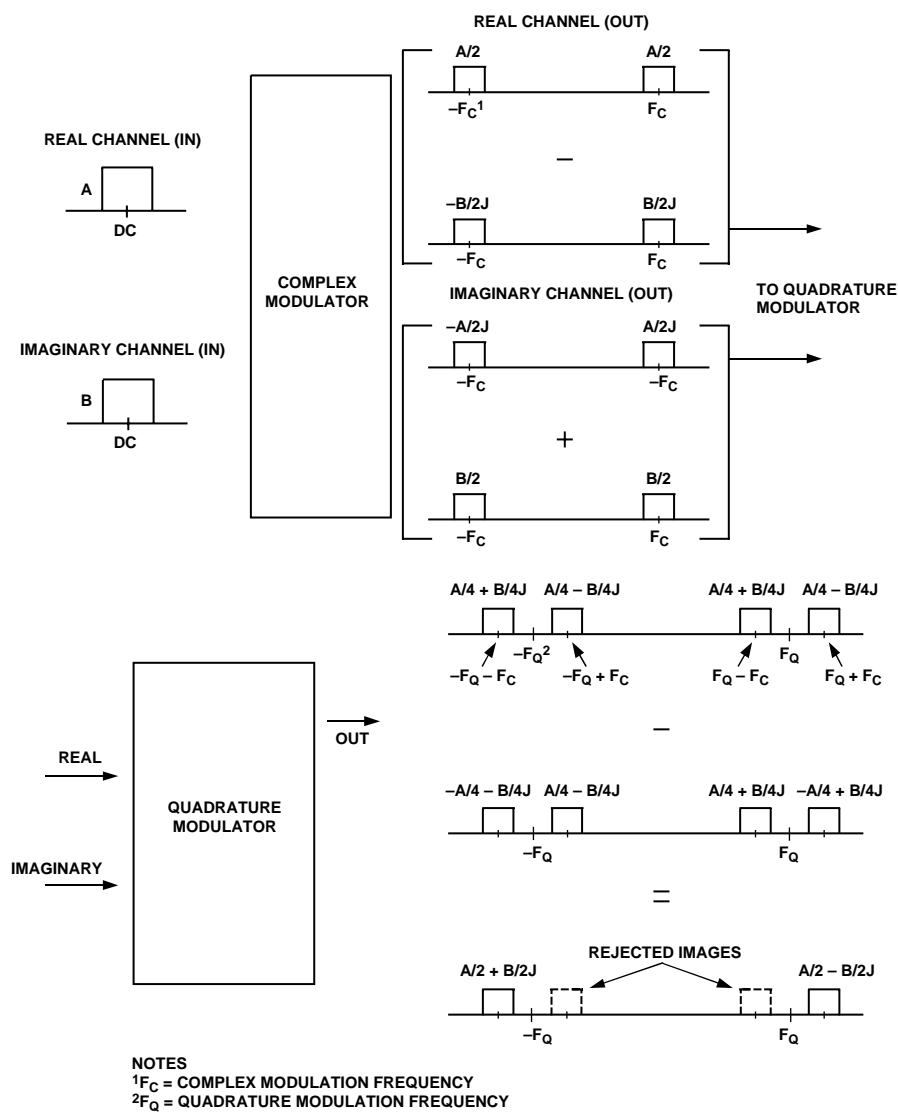 REAL CHANNEL (OUT)
A/2 A/2
–FC1 FC
REAL CHANNEL (IN)
A
DC
–
–B/2J B/2J
–FC FC
COMPLEX
MODULATOR
IMAGINARY CHANNEL (OUT)
TO QUADRATURE
MODULATOR
–A/2J A/2J
–FC –FC
IMAGINARY CHANNEL (IN)
B
DC
+
B/2 B/2
–FC FC
A/4 + B/4J A/4 – B/4J A/4 + B/4J A/4 – B/4J
–FQ2 FQ
–FQ – FC –FQ + FC FQ – FC FQ + FC
OUT
–
REAL
QUADRATURE
MODULATOR
IMAGINARY
–A/4 – B/4J A/4 – B/4J A/4 + B/4J –A/4 + B/4J
–FQ FQ
=
REJECTED IMAGES
A/2 + B/2J A/2 – B/2J
–FQ FQ
NOTES
1FC = COMPLEX MODULATION FREQUENCY
2FQ = QUADRATURE MODULATION FREQUENCY